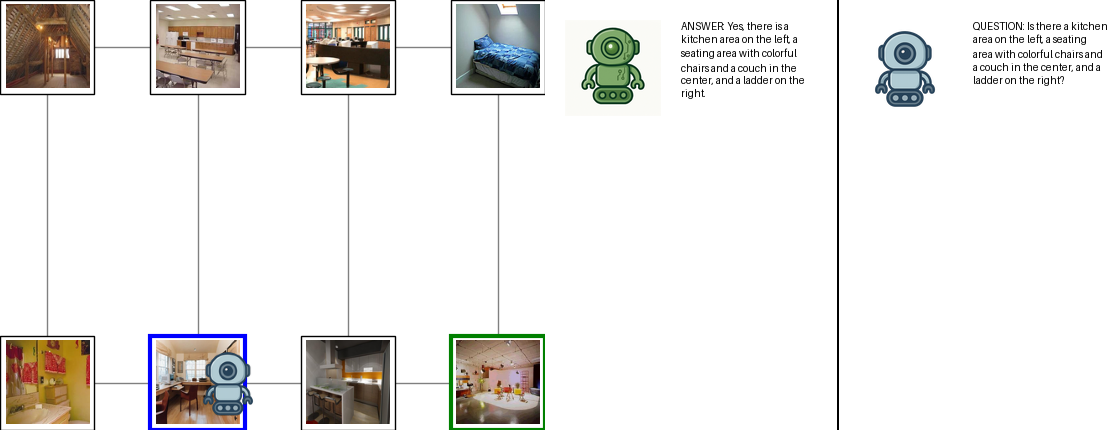 ANSWER: Yes, there is a
kitchen area on the left, a
seating area with colorful
chairs and a couch in the
center, and a ladder on the
right.
QUESTION: Is there a kitchen
area on the left, a seating
area with colorful chairs and
a couch in the center, and a
ladder on the right?